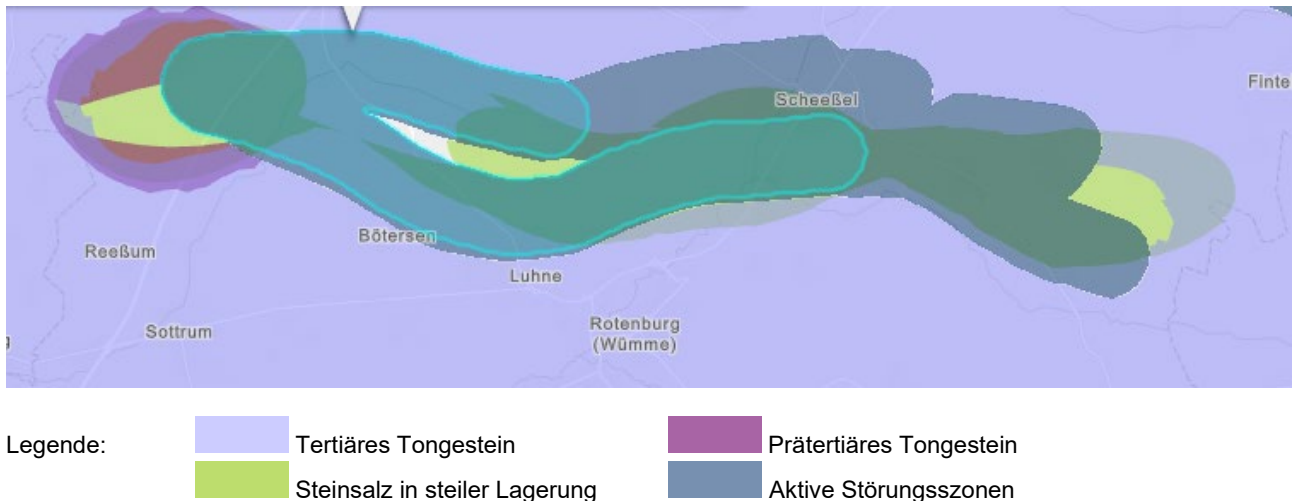 Finte
Scheeßel
Bötersen
Reeßum
Luhne
Rotenburg
(Wümme)
Sottrum
g
Legende:
Tertiäres Tongestein
Prätertiäres Tongestein
Steinsalz in steiler Lagerung
Aktive Störungsszonen